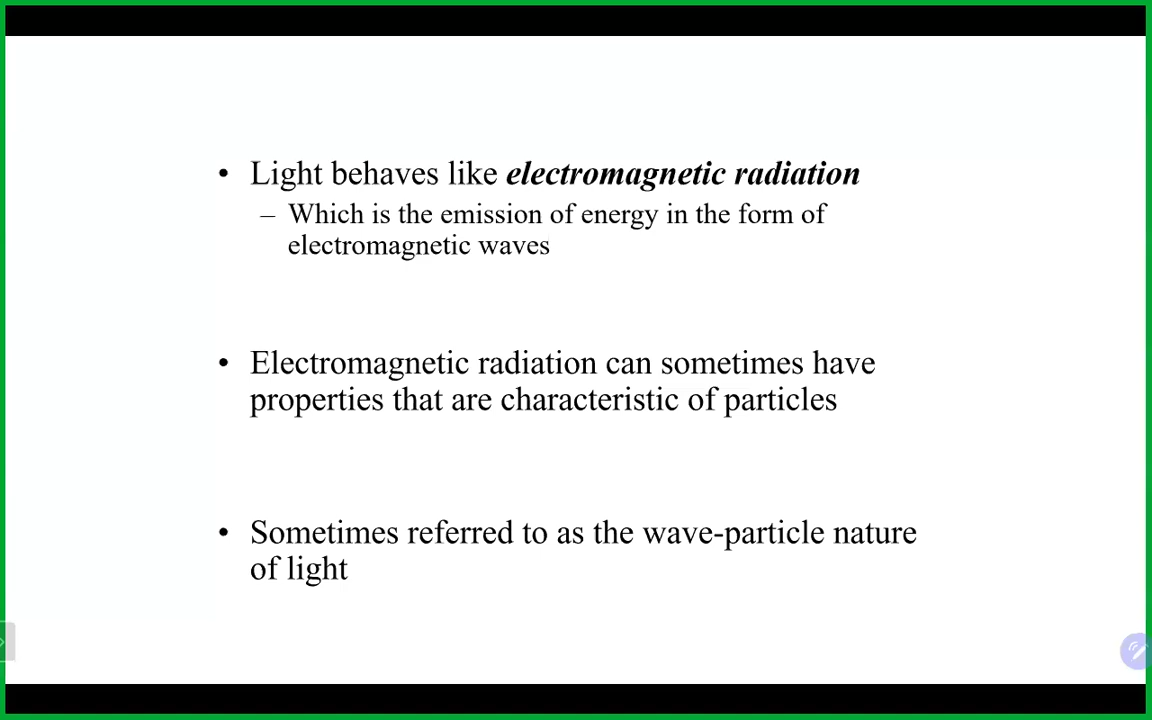 • Light behaves like electromagnetic radiation
– Which is the emission of energy in the form of
electromagnetic waves
• Electromagnetic radiation can sometimes have
properties that are characteristic of particles
• Sometimes referred to as the wave-particle nature
of light